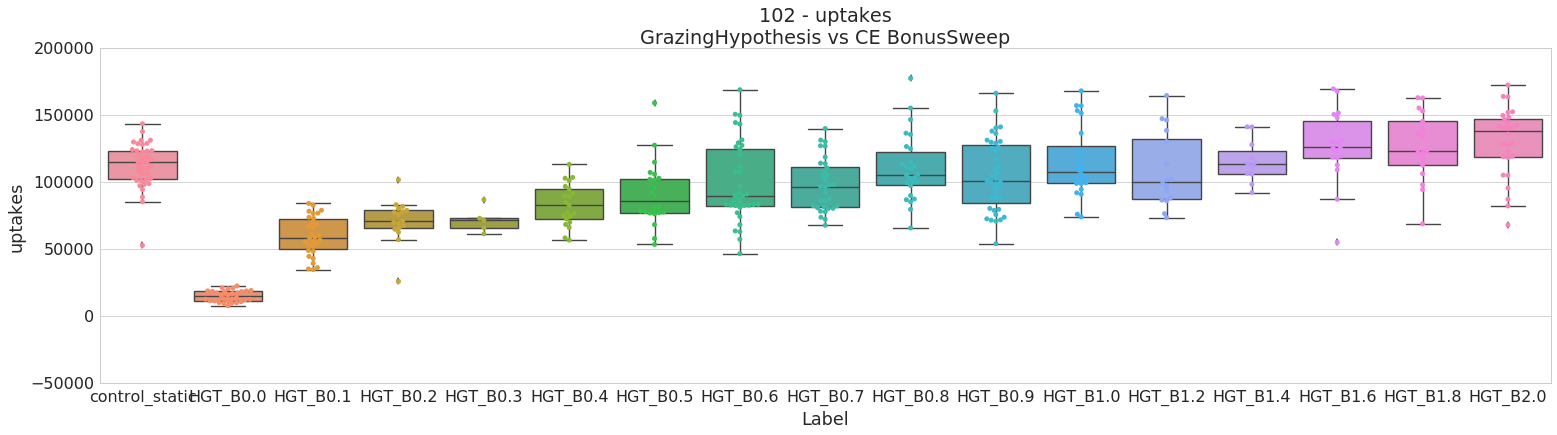 102 - uptakes
GrazingHypothesis vs CE BonusSweep
uptakes
200000
150000
100000
50000
0
−50000
control_static HGT_B0.0 HGT_B0.1 HGT_B0.2 HGT_B0.3 HGT_B0.4 HGT_B0.5 HGT_B0.6 HGT_B0.7 HGT_B0.8 HGT_B0.9 HGT_B1.0 HGT_B1.2 HGT_B1.4 HGT_B1.6 HGT_B1.8 HGT_B2.0
Label